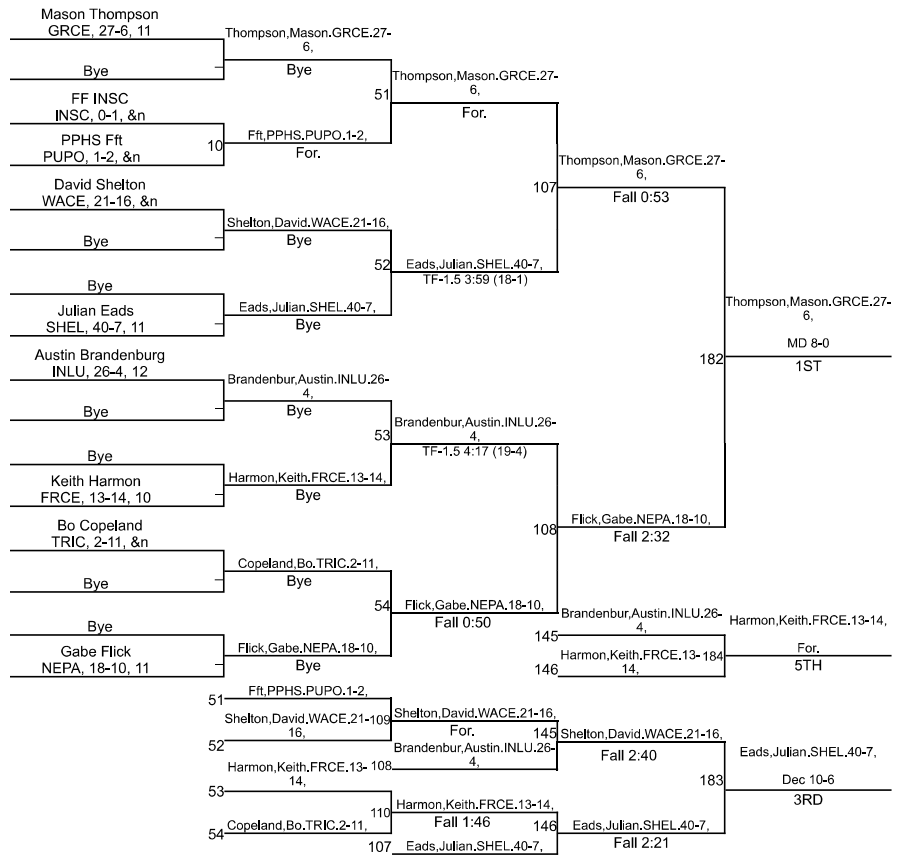 Mason Thompson
GRCE, 27-6, 11
Bye
FF INSC
INSC, 0-1, &n
PPHS Fft
PUPO, 1-2, &n
David Shelton
WACE, 21-16, &n
Bye
Bye
Julian Eads
SHEL, 40-7, 11
Austin Brandenburg
INLU, 26-4, 12
Bye
Bye
Keith Harmon
FRCE, 13-14, 10
Bo Copeland
TRIC, 2-11, &n
Bye
Bye
Gabe Flick
NEPA, 18-10, 11
Thompson,Mason.GRCE.27-
6,
Bye
10
Fft,PPHS.PUPO.1-2,
For.
Shelton,David.WACE.21-16,
Bye
Eads,Julian.SHEL.40-7,
Bye
Brandenbur,Austin.INLU.26-
4,
Bye
Harmon,Keith.FRCE.13-14,
Bye
Copeland,Bo.TRIC.2-11,
Bye
Flick,Gabe.NEPA.18-10,
Bye
51
Thompson,Mason.GRCE.27-
6,
For.
52
Eads,Julian.SHEL.40-7,
TF-1.5 3:59 (18-1)
53
Brandenbur,Austin.INLU.26-
4,
TF-1.5 4:17 (19-4)
54
Flick,Gabe.NEPA.18-10,
Fall 0:50
107
Thompson,Mason.GRCE.27-
6,
Fall 0:53
108
Flick,Gabe.NEPA.18-10,
Fall 2:32
182
Thompson,Mason.GRCE.27-
6,
MD 8-0
1ST
145
Brandenbur,Austin.INLU.26-
4,
146
Harmon,Keith.FRCE.13-
14,
184
Harmon,Keith.FRCE.13-14,
For.
5TH
51
Fft,PPHS.PUPO.1-2,
52
Shelton,David.WACE.21-
16,
109
Shelton,David.WACE.21-16,
For.
108
Brandenbur,Austin.INLU.26-
4,
145
Shelton,David.WACE.21-16,
Fall 2:40
53
Harmon,Keith.FRCE.13-
14,
54
Copeland,Bo.TRIC.2-11,
110
Harmon,Keith.FRCE.13-14,
Fall 1:46
107
Eads,Julian.SHEL.40-7,
146
Eads,Julian.SHEL.40-7,
Fall 2:21
183
Eads,Julian.SHEL.40-7,
Dec 10-6
3RD